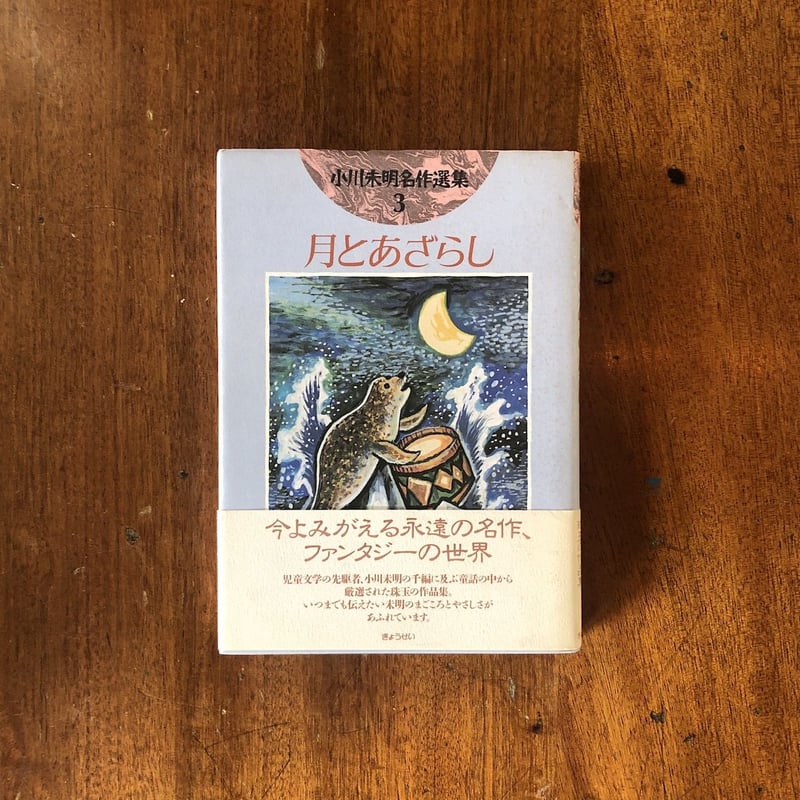 小川未明名作選集
3
月とあざらし
今よみがえる永遠の名作、
ファンタジーの世界
児童文学の先駆者、小川未明の千編に及ぶ童話の中から
厳選された珠玉の作品集。
いつまでも伝えたい未明のまごころとやさしさが
あふれています。
ぎょうせい